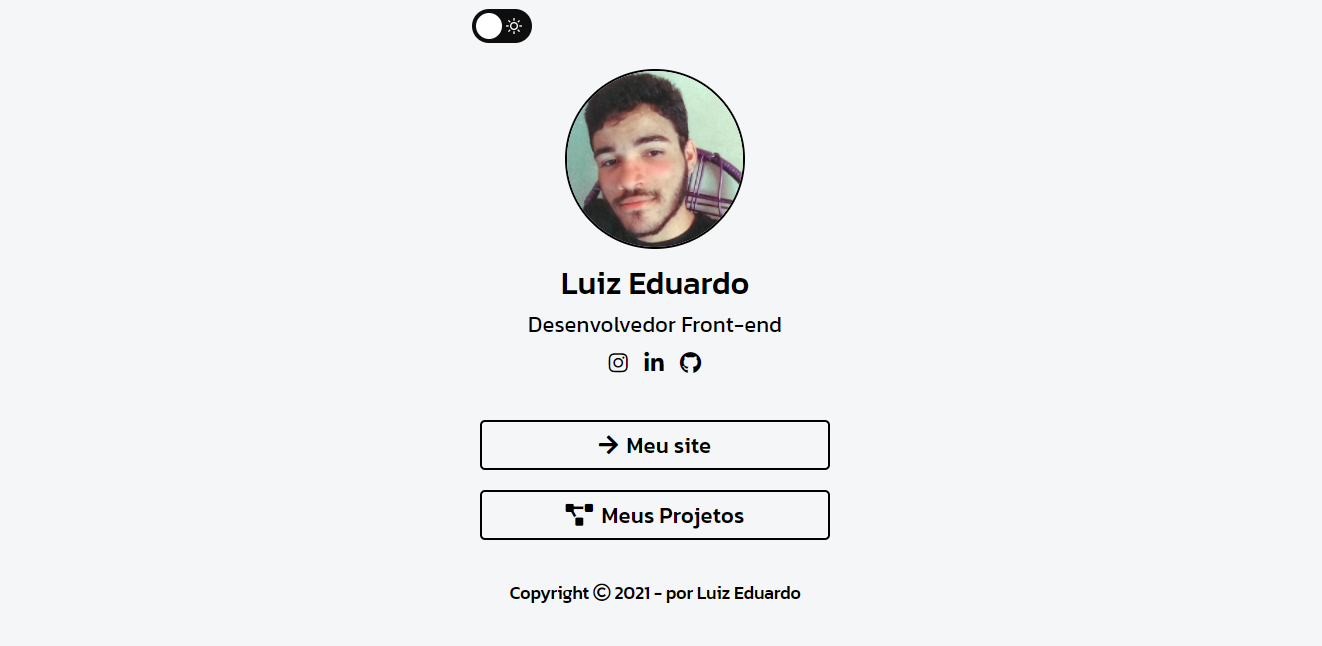 Luiz Eduardo
Desenvolvedor Front-end
Meu site
Meus Projetos
Copyright © 2021 - por Luiz Eduardo